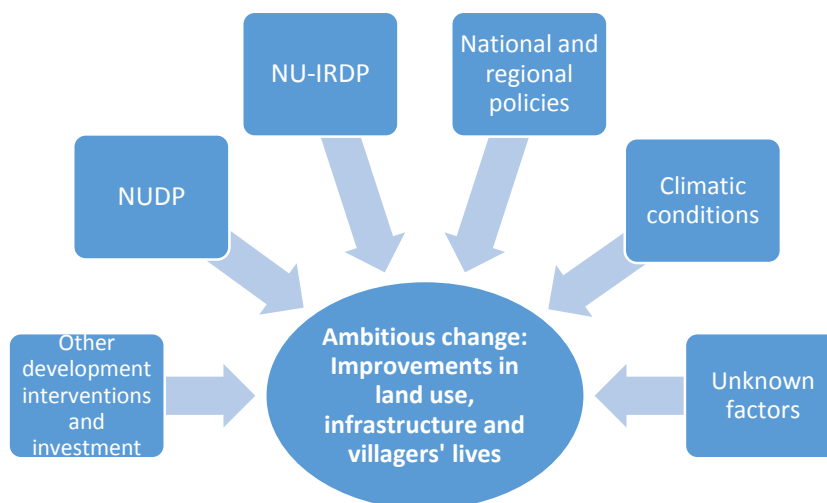 NU-IRDP
National and
regional
policies
NUDP
Climatic
conditions
Other
development
interventions
and
investment
Ambitious change:
Improvements in
land use,
infrastructure and
villagers' lives
Unknown
factors